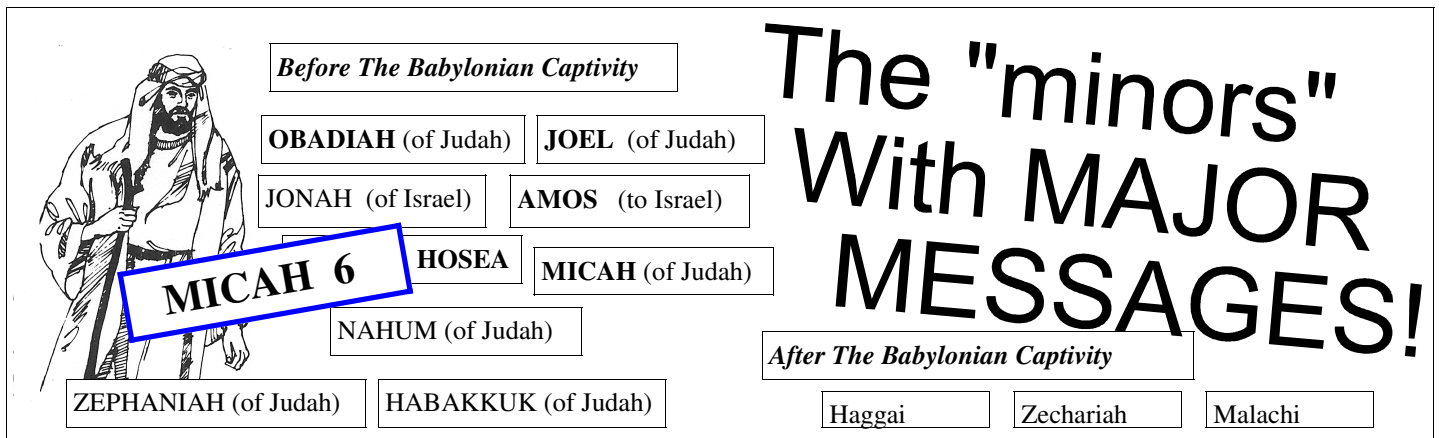 Before The Babylonian Captivity
The "minors"
With MAJOR
MESSAGES!
OBADIAH (of Judah)
JOEL (of Judah)
JONAH (of Israel)
AMOS (to Israel)
HOSEA
MICAH (of Judah)
MICAH 6
NAHUM (of Judah)
After The Babylonian Captivity
ZEPHANIAH (of Judah)
HABAKKUK (of Judah)
Haggai
Zechariah
Malachi